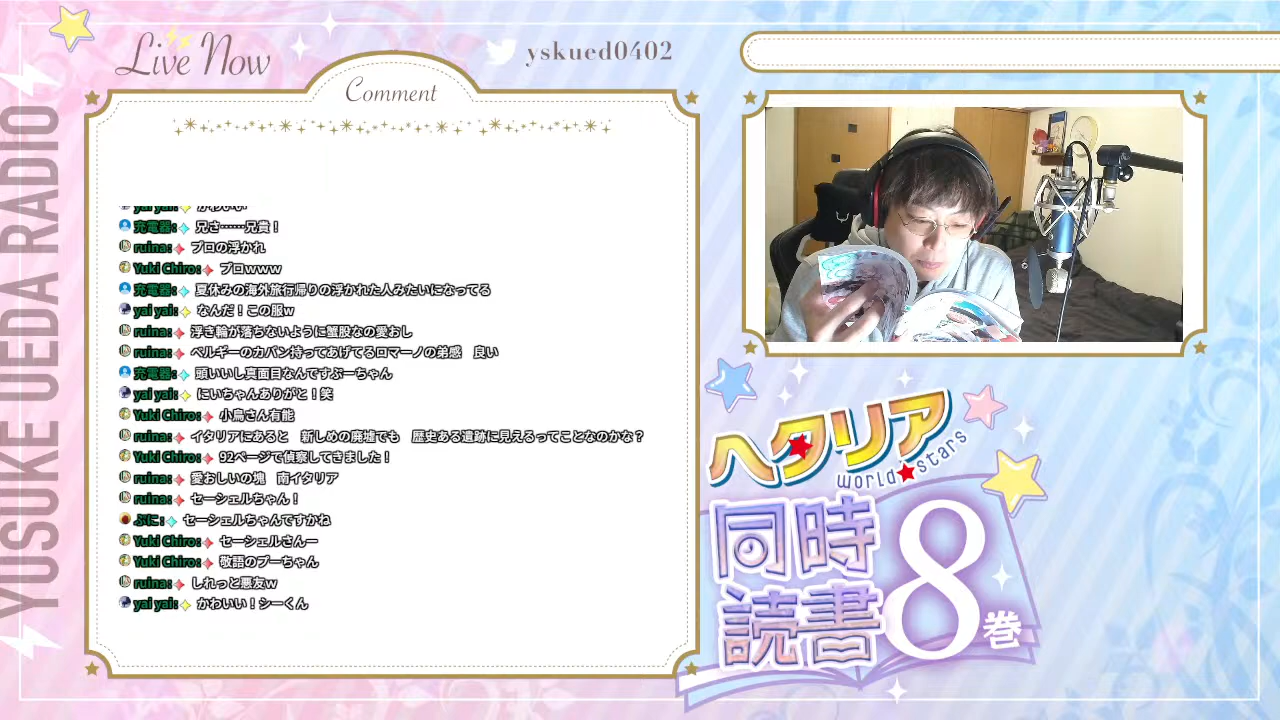 Live Now
yskued0402
Comment
YUSUKE UEDA RADIO
yai yai: かわいい!
充電器: 兄さ……兄貴!
ruina: プロの浮かれ
Yuki Chiro: プロwww
充電器: 夏休みの海外旅行帰りの浮かれた人みたいになってる
yai yai: なんだ!この服w
ruina: 浮き輪が落ちないように蟹股なの愛おし
ruina: ベルギーのカバン持ってあげてるロマーノの弟感 良い
充電器: 頭いいし真面目なんですぷーちゃん
yai yai: にいちゃんありがと!笑
Yuki Chiro: 小鳥さん有能
ruina: イタリアにあると 新しめの廃墟でも 歴史ある遺跡に見えるってことなのかな?
Yuki Chiro: 92ページで偵察してきました!
ruina: 愛おしいの塊 南イタリア
ruina: セーシェルちゃん!
ぷに: セーシェルちゃんですかね
Yuki Chiro: セーシェルさんー
Yuki Chiro: 敬語のプーちゃん
ruina: しれっと悪友w
yai yai: かわいい!シーくん
ヘタリア
world★stars
同時
読書
8巻